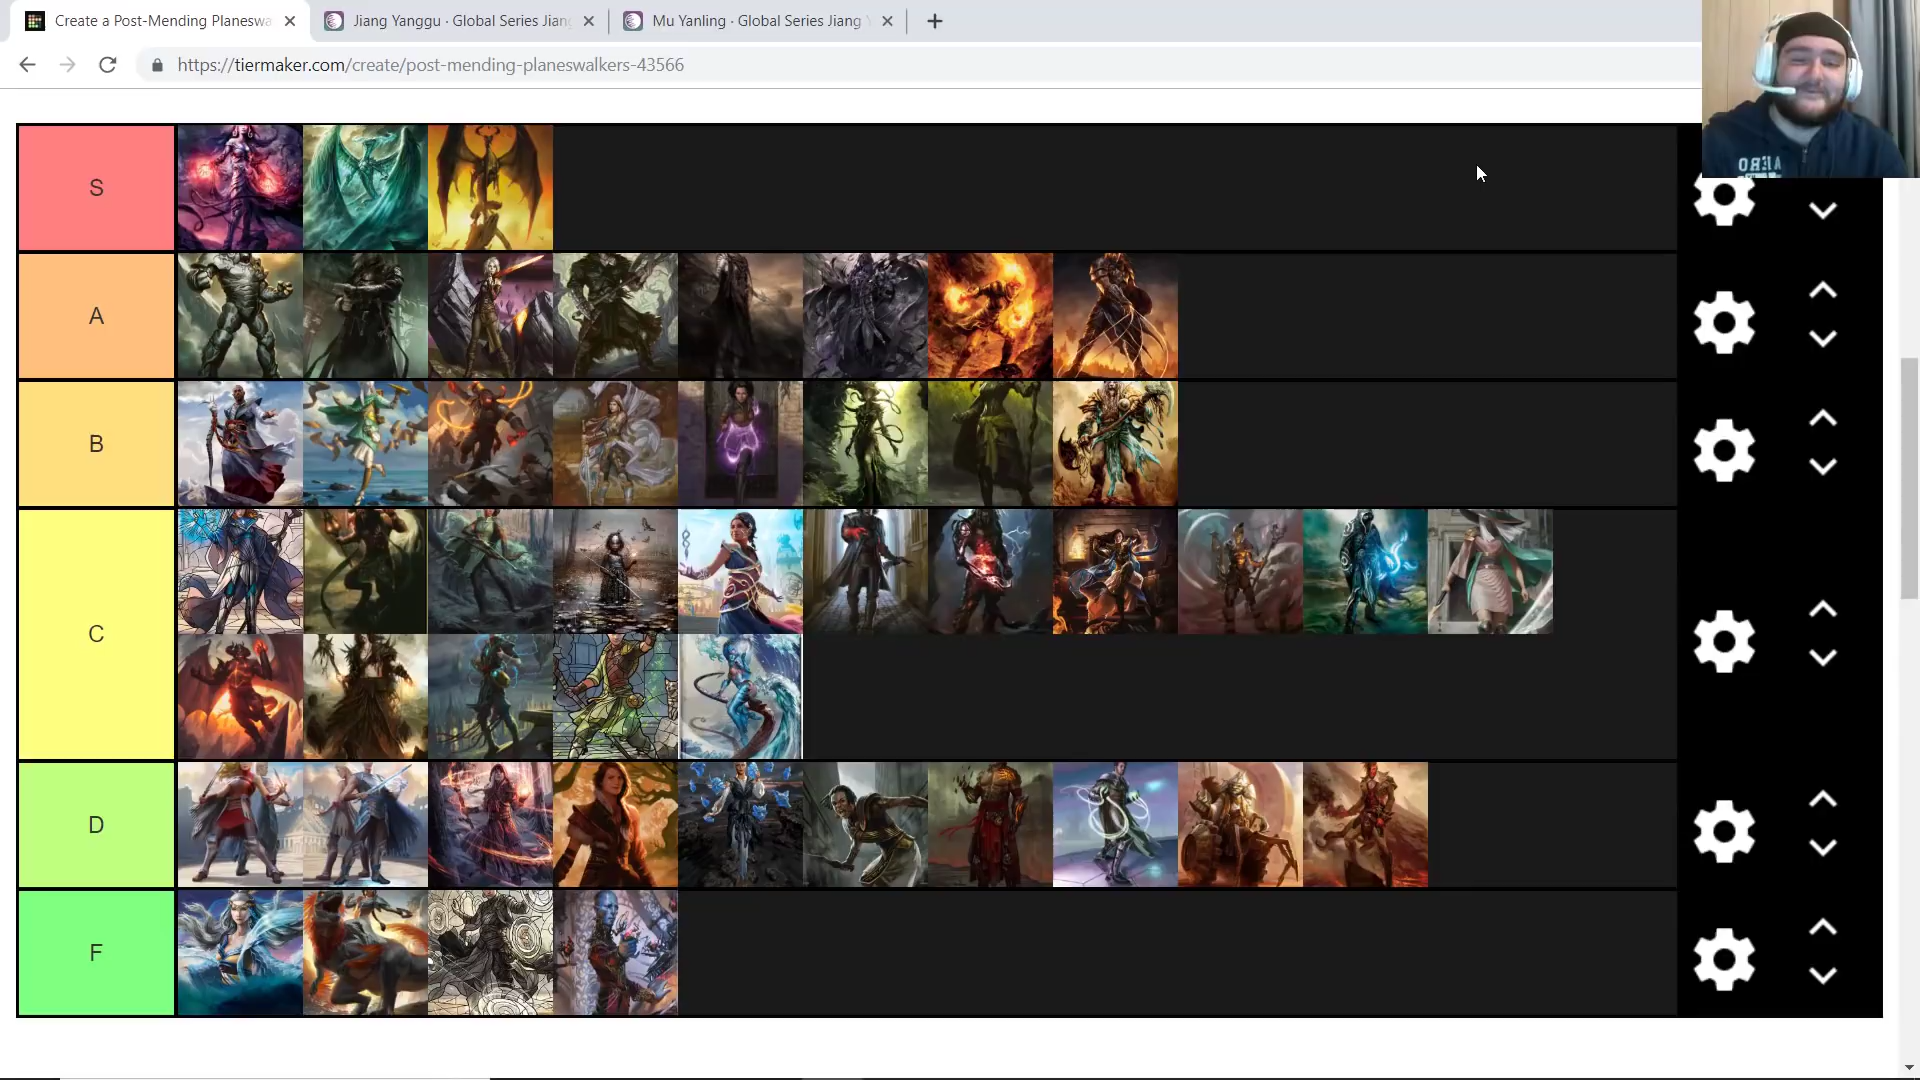 Create a Post-Mending Planeswa
Jiang Yanggu · Global Series Jiang
Mu Yanling · Global Series Jiang Y
https://tiermaker.com/create/post-mending-planeswalkers-43566
S
A
B
C
D
F